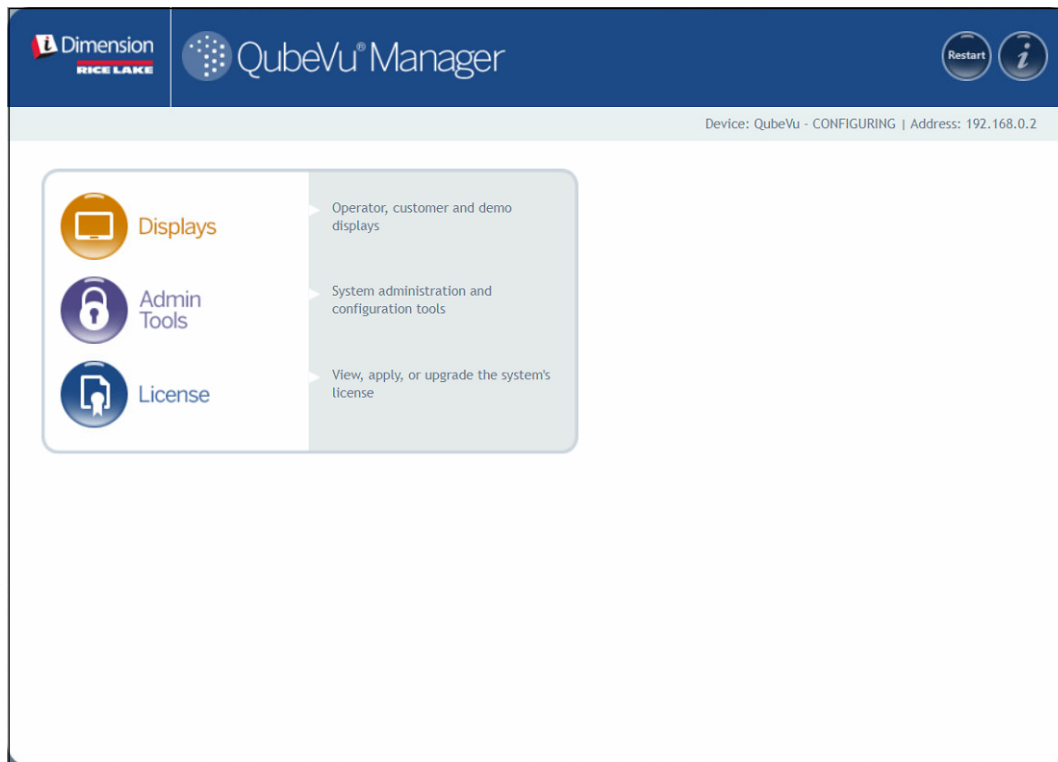 i Dimension
RICE LAKE
QubeVu® Manager
Restart
i
Device: QubeVu - CONFIGURING | Address: 192.168.0.2
Displays
Operator, customer and demo
displays
Admin
Tools
System administration and
configuration tools
License
View, apply, or upgrade the system's
license